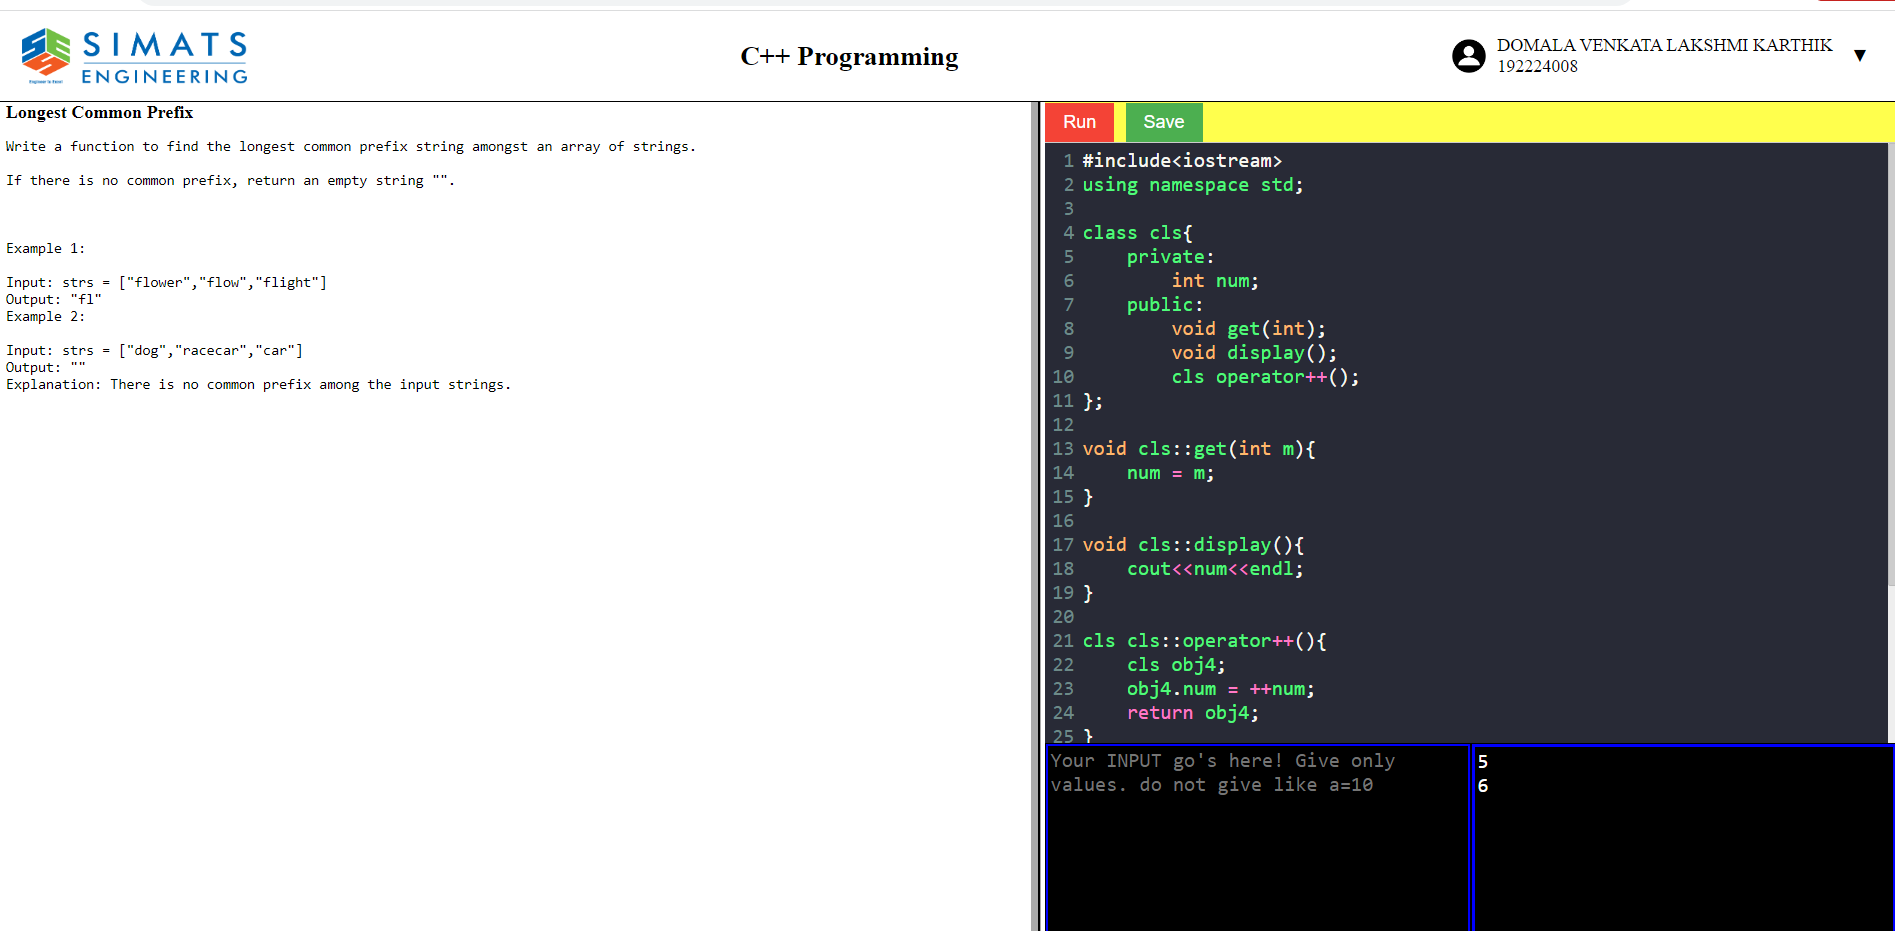 SIMATS
ENGINEERING
Engineer to Excel
C++ Programming
DOMALA VENKATA LAKSHMI KARTHIK
192224008
▼
Longest Common Prefix
Write a function to find the longest common prefix string amongst an array of strings.
If there is no common prefix, return an empty string "".
Example 1:
Input: strs = ["flower","flow","flight"]
Output: "fl"
Example 2:
Input: strs = ["dog","racecar","car"]
Output: ""
Explanation: There is no common prefix among the input strings.
Run
Save
1 #include<iostream>
2 using namespace std;
3
4 class cls{
5     private:
6         int num;
7     public:
8         void get(int);
9         void display();
10         cls operator++();
11 };
12
13 void cls::get(int m){
14     num = m;
15 }
16
17 void cls::display(){
18     cout<<num<<endl;
19 }
20
21 cls cls::operator++(){
22     cls obj4;
23     obj4.num = ++num;
24     return obj4;
25 }
Your INPUT go's here! Give only
values. do not give like a=10
5
6